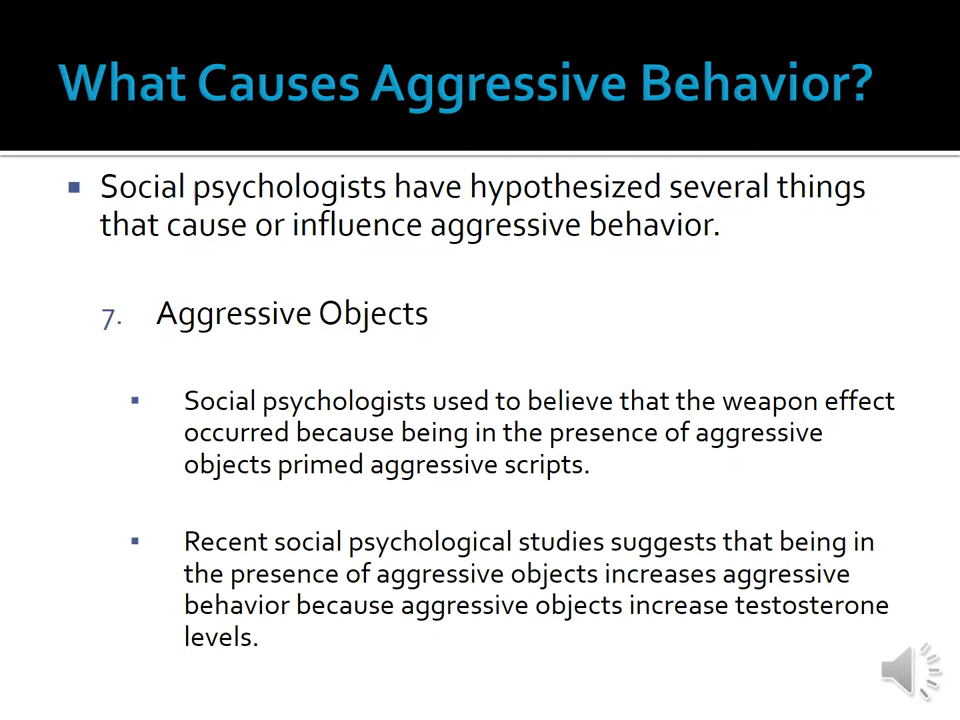 What Causes Aggressive Behavior?
▪ Social psychologists have hypothesized several things
that cause or influence aggressive behavior.
7. Aggressive Objects
▪ Social psychologists used to believe that the weapon effect
occurred because being in the presence of aggressive
objects primed aggressive scripts.
▪ Recent social psychological studies suggests that being in
the presence of aggressive objects increases aggressive
behavior because aggressive objects increase testosterone
levels.